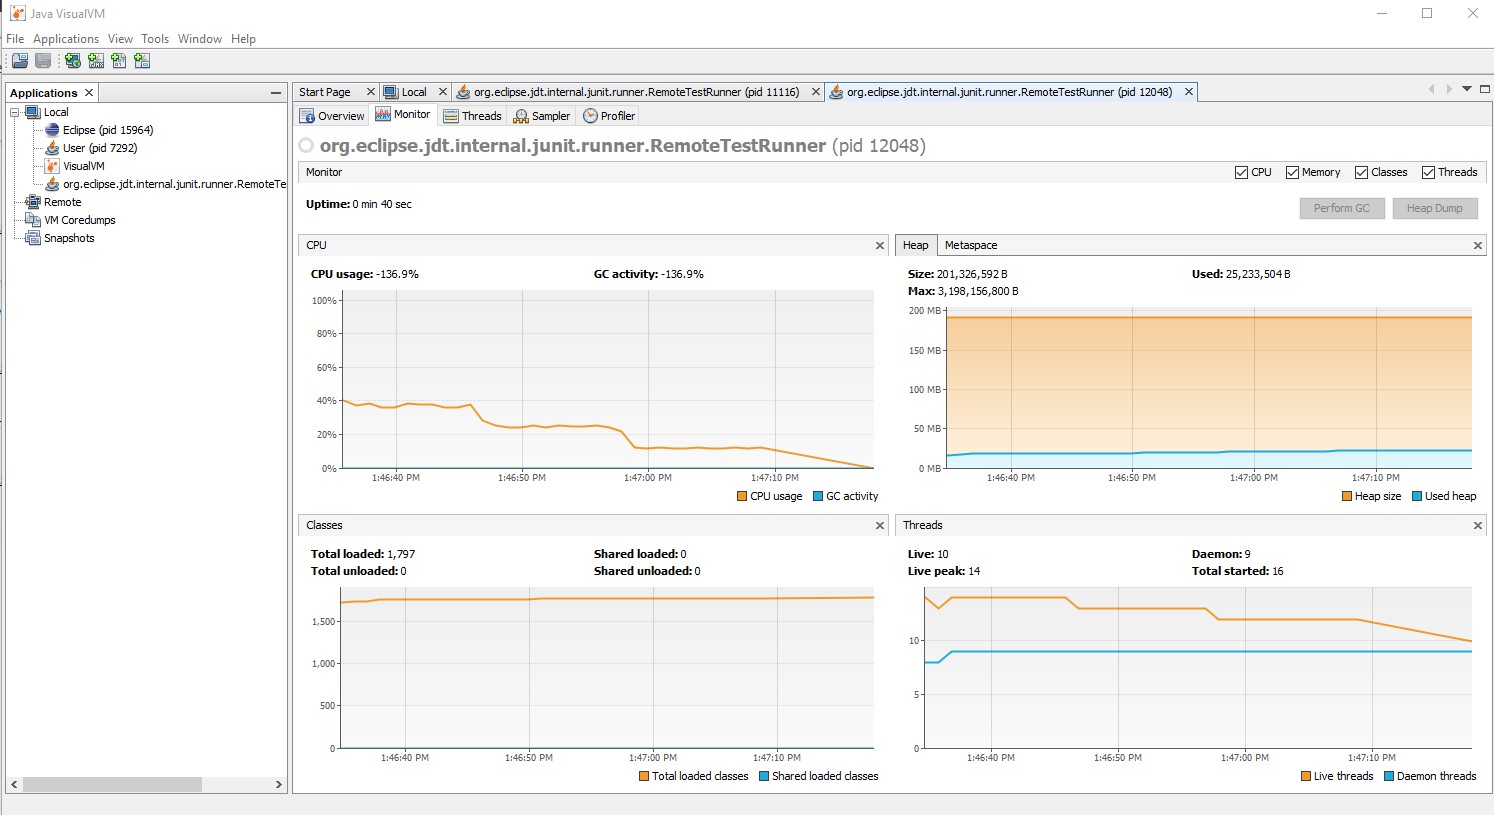 Java VisualVM
File Applications View Tools Window Help
Applications
Start Page
Local
org.eclipse.jdt.internal.junit.runner.RemoteTestRunner (pid 11116)
org.eclipse.jdt.internal.junit.runner.RemoteTestRunner (pid 12048)
Local
Eclipse (pid 15964)
User (pid 7292)
VisualVM
org.eclipse.jdt.internal.junit.runner.RemoteTe
Remote
VM Coredumps
Snapshots
Overview Monitor Threads Sampler Profiler
org.eclipse.jdt.internal.junit.runner.RemoteTestRunner (pid 12048)
Monitor
CPU Memory Classes Threads
Uptime: 0 min 40 sec
Perform GC Heap Dump
CPU
CPU usage: -136.9% GC activity: -136.9%
100%
80%
60%
40%
20%
0%
1:46:40 PM 1:46:50 PM 1:47:00 PM 1:47:10 PM
CPU usage GC activity
Heap Metaspace
Size: 201,326,592 B Used: 25,233,504 B
Max: 3,198,156,800 B
200 MB
150 MB
100 MB
50 MB
0 MB
1:46:40 PM 1:46:50 PM 1:47:00 PM 1:47:10 PM
Heap size Used heap
Classes
Total loaded: 1,797 Shared loaded: 0
Total unloaded: 0 Shared unloaded: 0
1,500
1,000
500
0
1:46:40 PM 1:46:50 PM 1:47:00 PM 1:47:10 PM
Total loaded classes Shared loaded classes
Threads
Live: 10 Daemon: 9
Live peak: 14 Total started: 16
10
5
0
1:46:40 PM 1:46:50 PM 1:47:00 PM 1:47:10 PM
Live threads Daemon threads